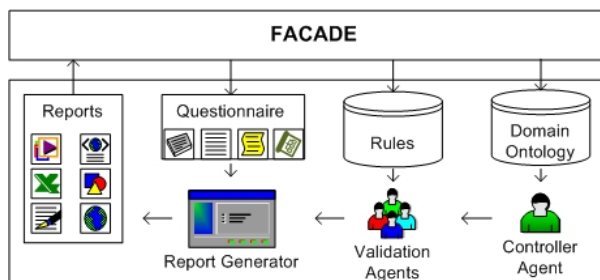 FACADE
Reports
Questionnaire
Rules
Domain
Ontology
Report Generator
Validation
Agents
Controller
Agent